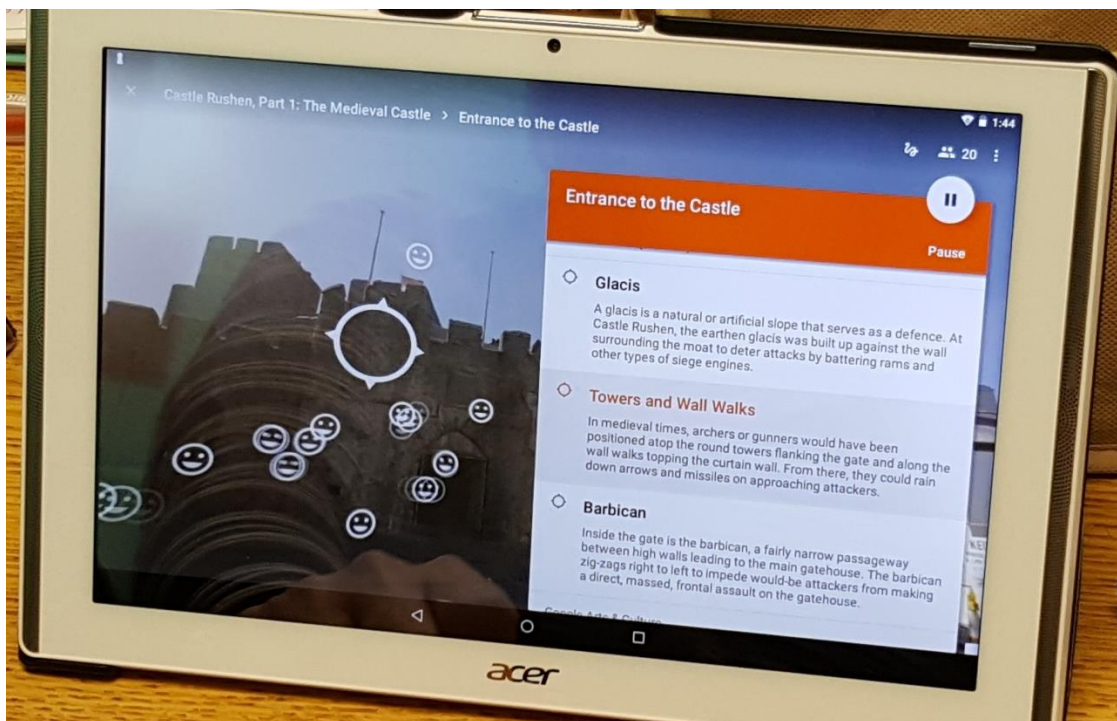 1:44
Castle Rushen, Part 1: The Medieval Castle > Entrance to the Castle
20
Entrance to the Castle
Pause
Glacis
A glacis is a natural or artificial slope that serves as a defence. At
Castle Rushen, the earthen glacis was built up against the wall
surrounding the moat to deter attacks by battering rams and
other types of siege engines.
Towers and Wall Walks
In medieval times, archers or gunners would have been
positioned atop the round towers flanking the gate and along the
wall walks topping the curtain wall. From there, they could rain
down arrows and missiles on approaching attackers.
Barbican
Inside the gate is the barbican, a fairly narrow passageway
between high walls leading to the main gatehouse. The barbican
zig-zags right to left to impede would-be attackers from making
a direct, massed, frontal assault on the gatehouse.
Google Arts & Culture
acer